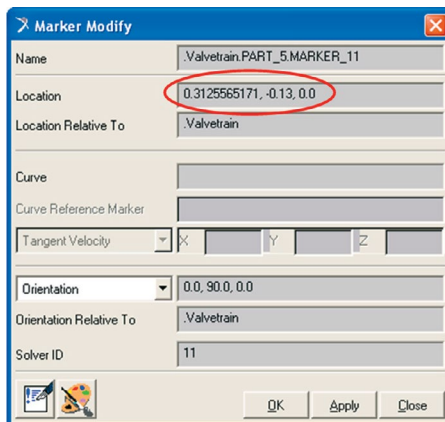 Marker Modify
Name .Valvetrain.PART_5.MARKER_11
Location 0.3125565171, -0.13, 0.0
Location Relative To .Valvetrain
Curve
Curve Reference Marker
Tangent Velocity X Y Z
Orientation 0.0, 90.0, 0.0
Orientation Relative To .Valvetrain
Solver ID 11
OK Apply Close